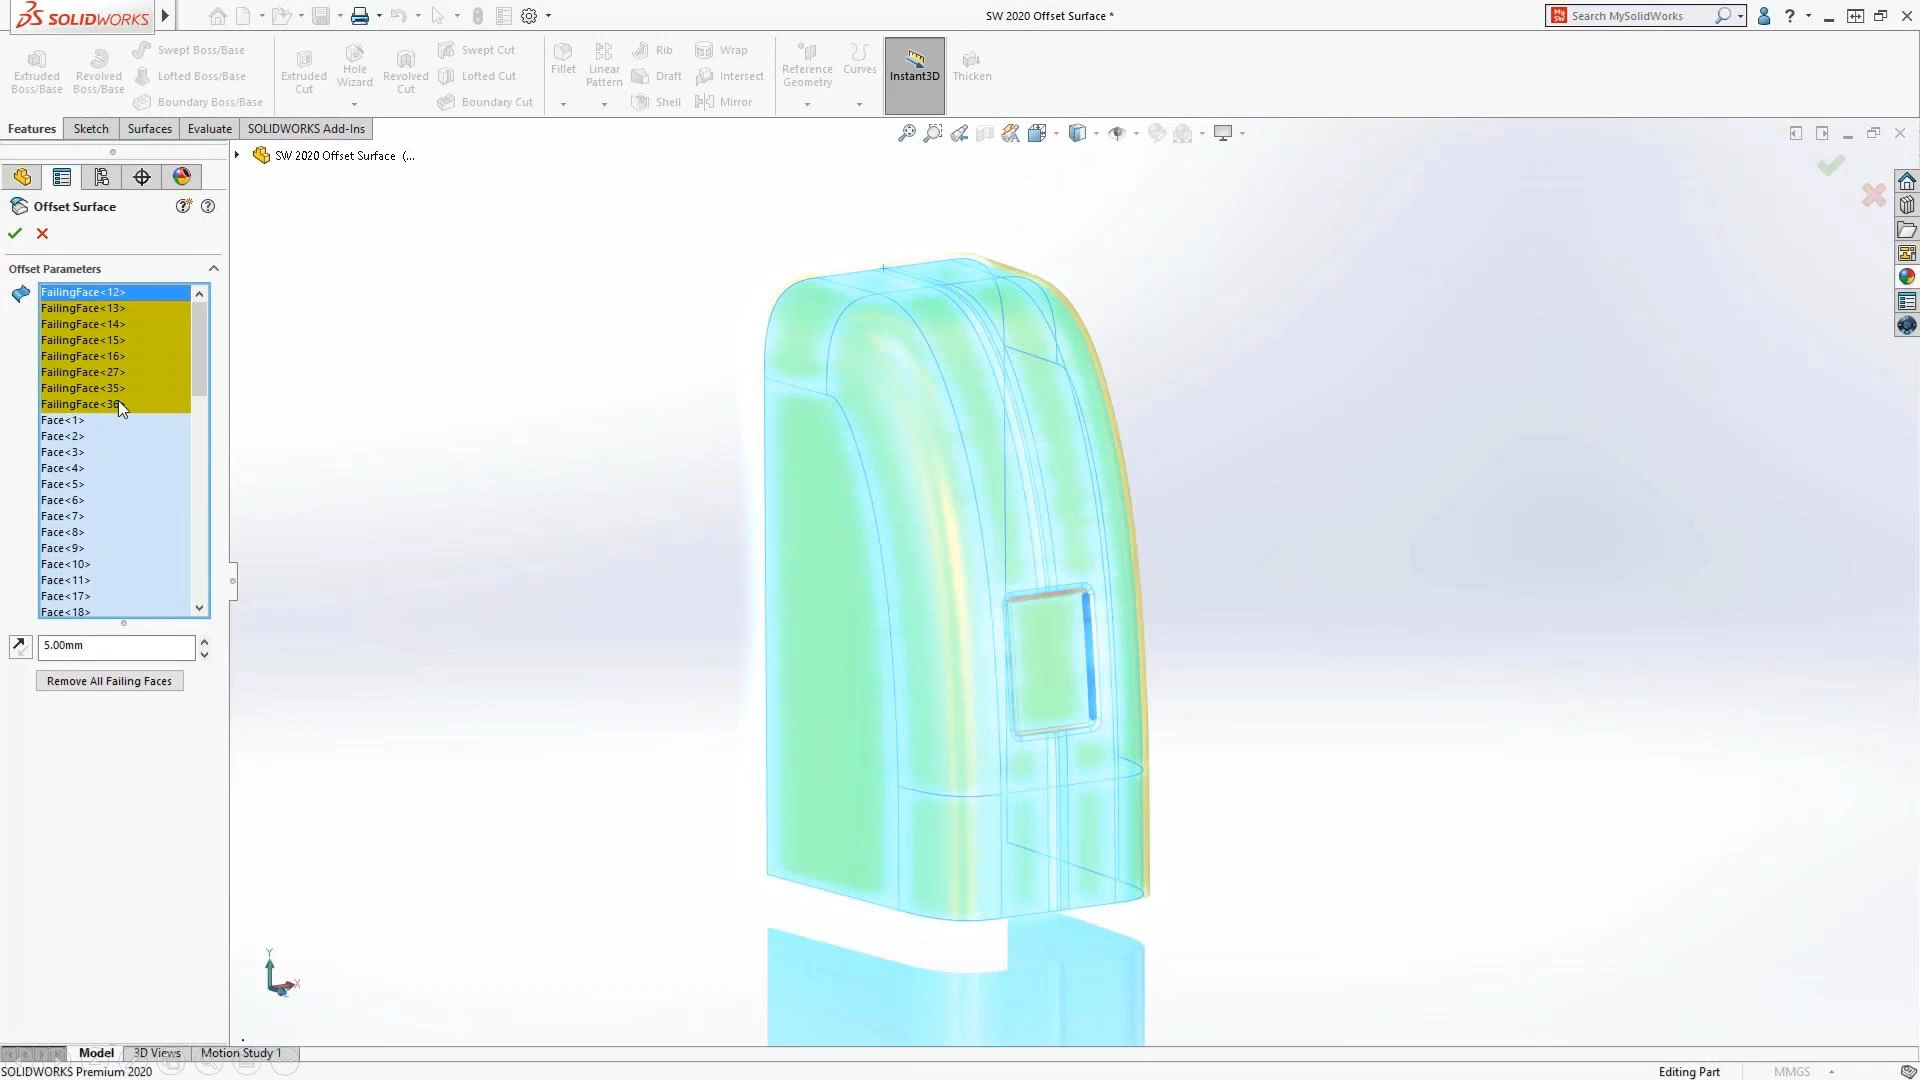 SOLIDWORKS
SW 2020 Offset Surface *
My SW
Search MySolidWorks
Extruded Boss/Base
Revolved Boss/Base
Swept Boss/Base
Lofted Boss/Base
Boundary Boss/Base
Extruded Cut
Hole Wizard
Revolved Cut
Swept Cut
Lofted Cut
Boundary Cut
Fillet
Linear Pattern
Rib
Draft
Shell
Wrap
Intersect
Mirror
Reference Geometry
Curves
Instant3D
Thicken
Features
Sketch
Surfaces
Evaluate
SOLIDWORKS Add-Ins
SW 2020 Offset Surface (...
Offset Surface
Offset Parameters
FailingFace<12>
FailingFace<13>
FailingFace<14>
FailingFace<15>
FailingFace<16>
FailingFace<27>
FailingFace<35>
FailingFace<36>
Face<1>
Face<2>
Face<3>
Face<4>
Face<5>
Face<6>
Face<7>
Face<8>
Face<9>
Face<10>
Face<11>
Face<17>
Face<18>
5.00mm
Remove All Failing Faces
Y
X
Model
3D Views
Motion Study 1
SOLIDWORKS Premium 2020
Editing Part
MMGS